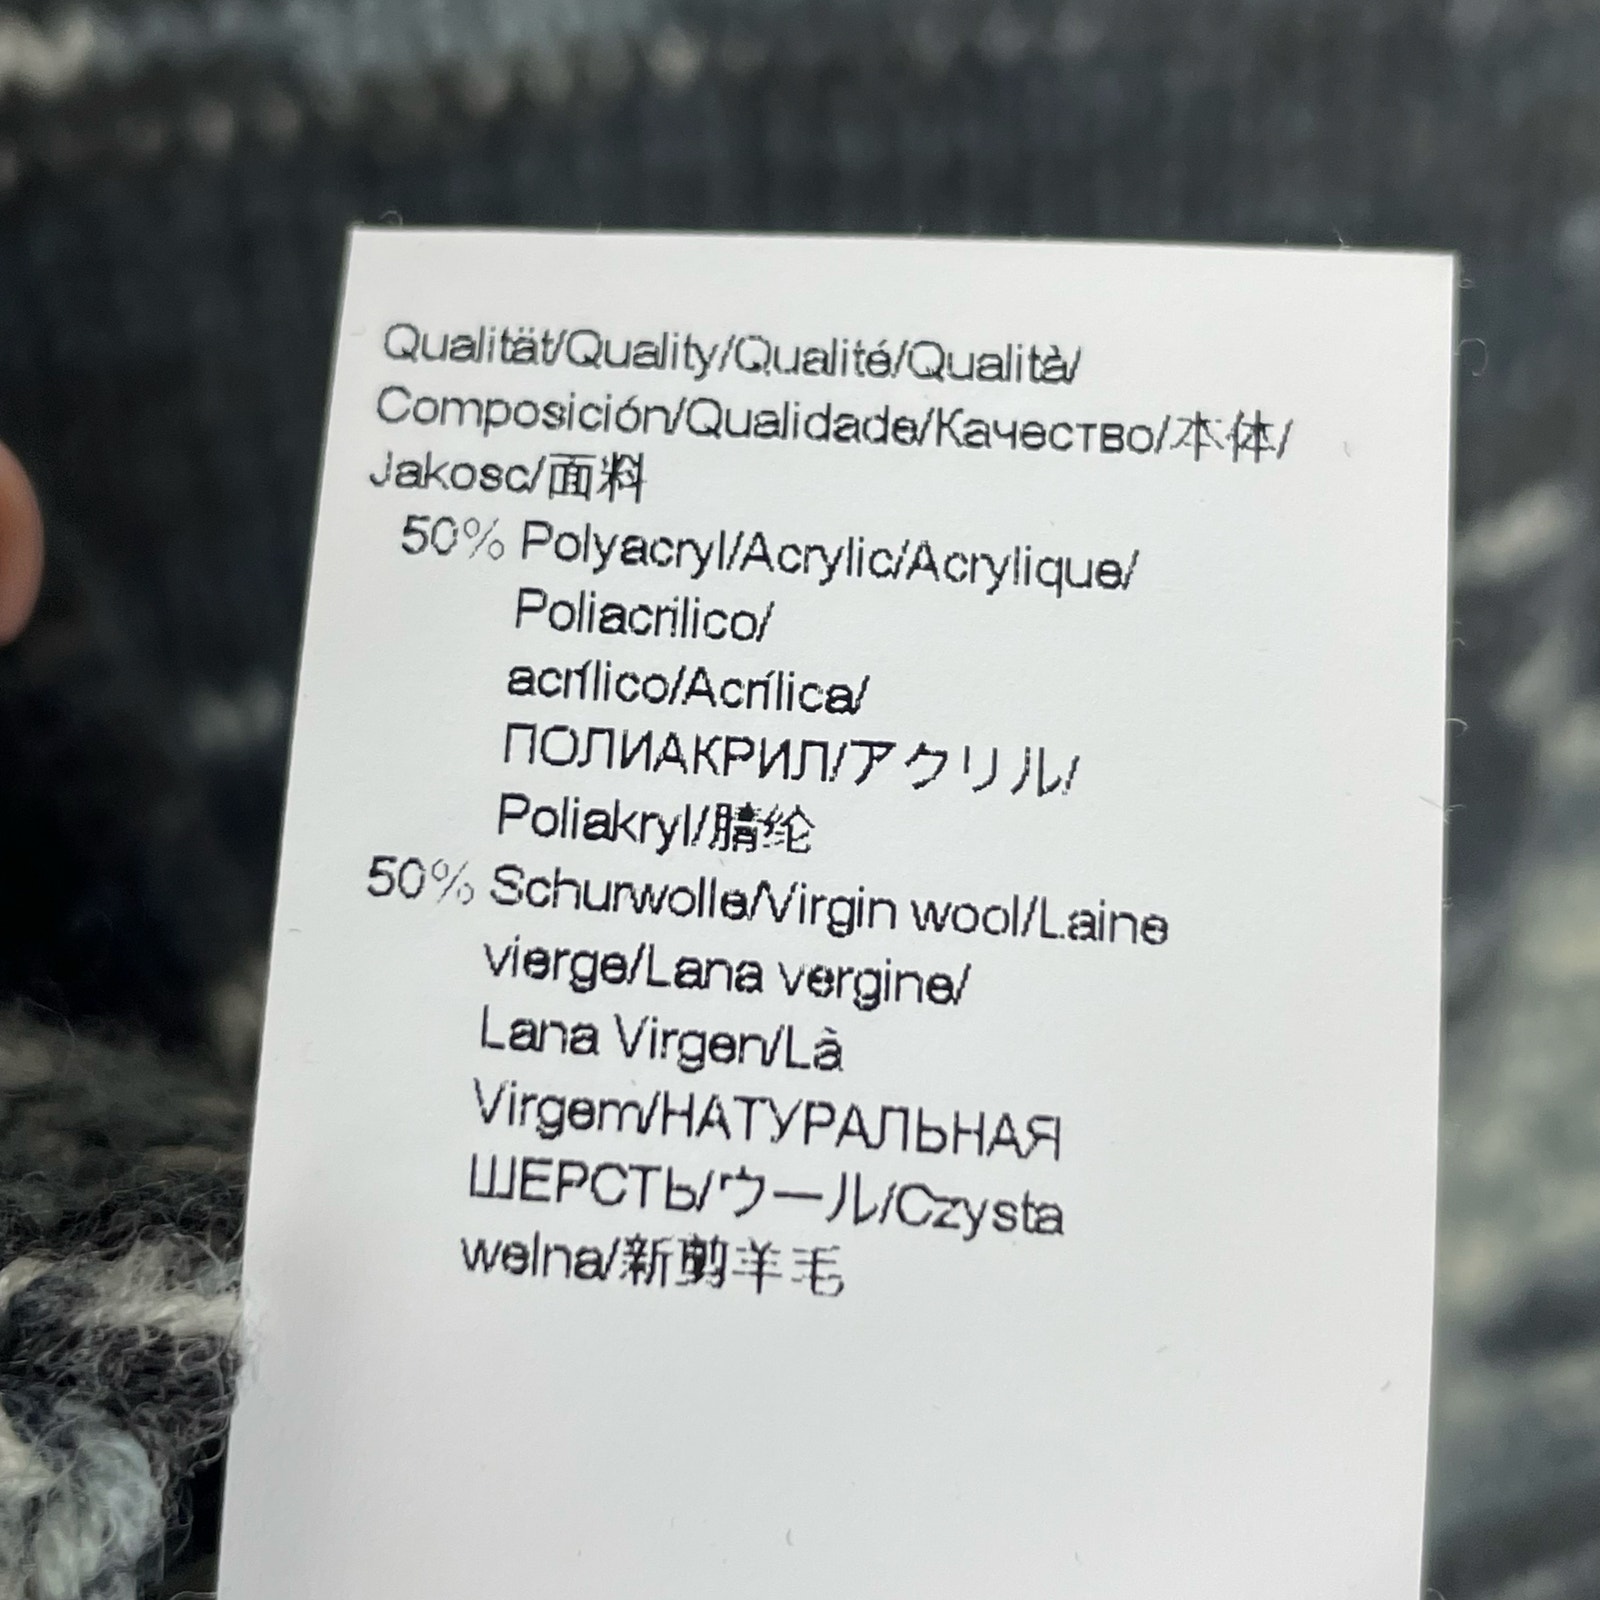 Qualität/Quality/Qualité/Qualità/
Composición/Qualidade/Качество/本体/
Jakosc/面料
50% Polyacryl/Acrylic/Acrylique/
Poliacrilico/
acrílico/Acrílica/
ПОЛИАКРИЛ/アクリル/
Poliakryl/腈纶
50% Schurwolle/Virgin wool/Laine
vierge/Lana vergine/
Lana Virgen/Lã
Virgem/НАТУРАЛЬНАЯ
ШЕРСТЬ/ウール/Czysta
welna/新剪羊毛